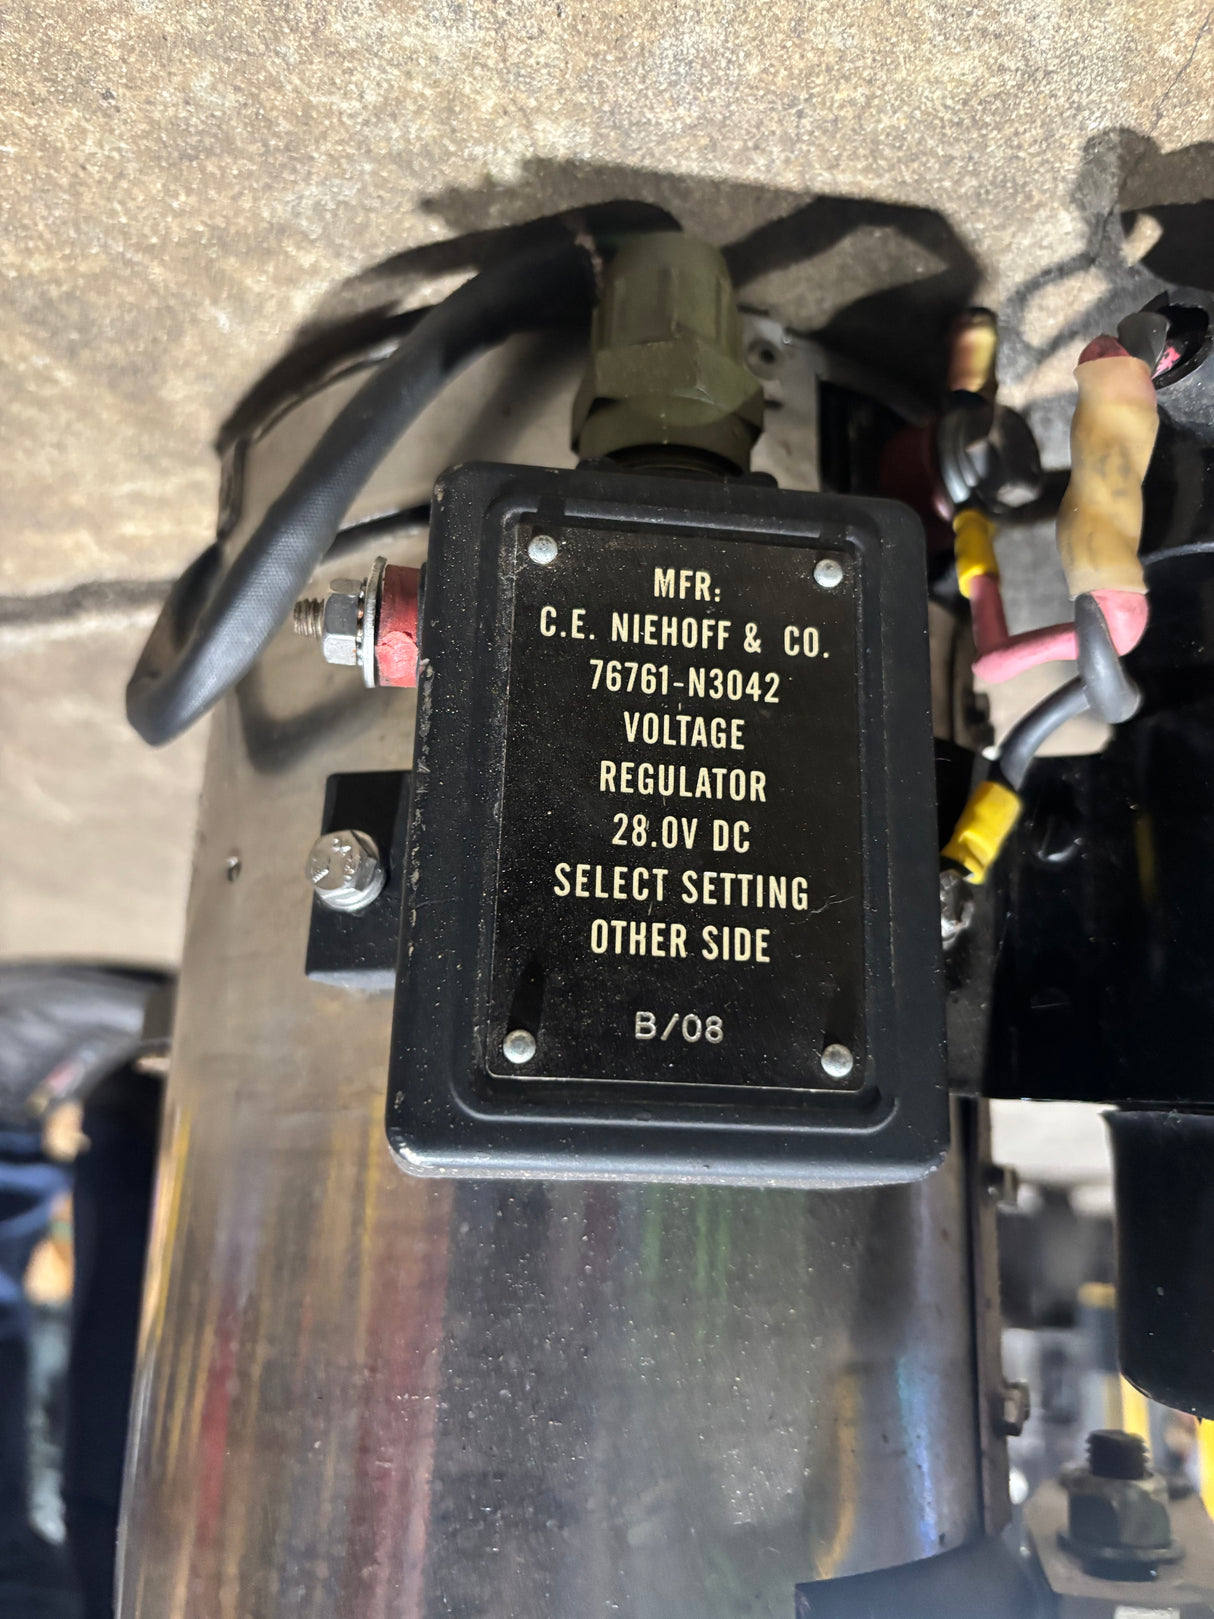 MFR:
C.E. NIEHOFF & CO.
76761-N3042
VOLTAGE
REGULATOR
28.0V DC
SELECT SETTING
OTHER SIDE
B/08